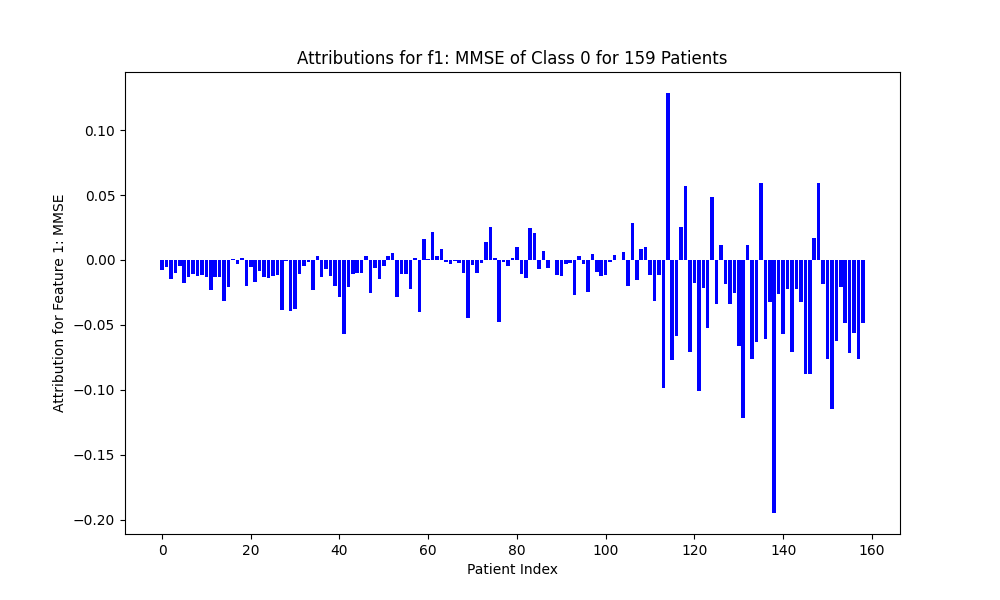 Attributions for f1: MMSE of Class 0 for 159 Patients
Attribution for Feature 1: MMSE
0.10
0.05
0.00
−0.05
−0.10
−0.15
−0.20
0 20 40 60 80 100 120 140 160
Patient Index